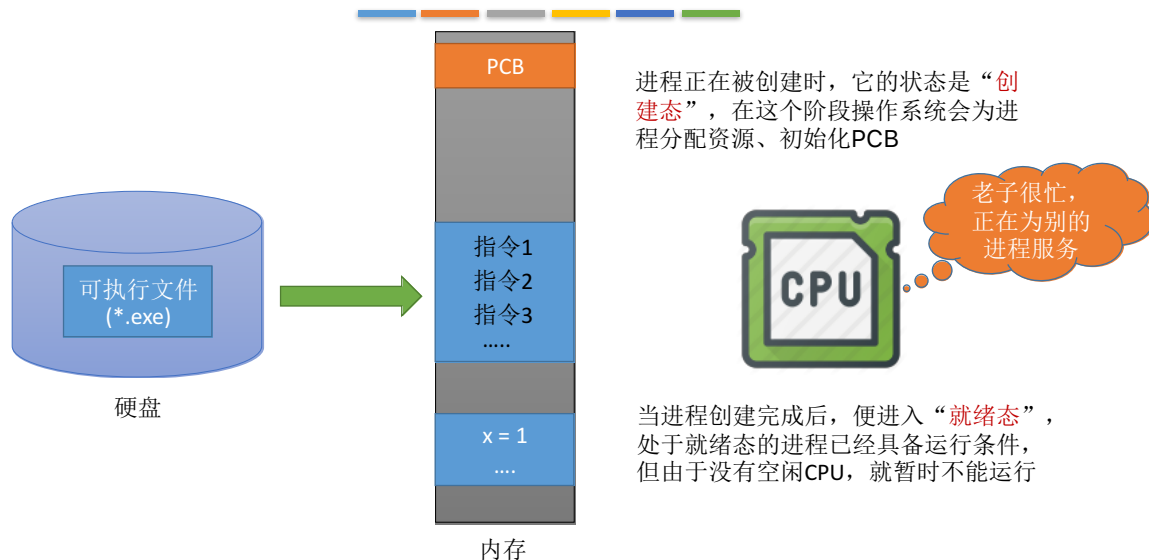 PCB
进程正在被创建时，它的状态是“创
建态”，在这个阶段操作系统会为进
程分配资源、初始化PCB
老子很忙，
正在为别的
进程服务
CPU
可执行文件
(*.exe)
硬盘
指令1
指令2
指令3
…..
x = 1
….
内存
当进程创建完成后，便进入“就绪态”，
处于就绪态的进程已经具备运行条件，
但由于没有空闲CPU，就暂时不能运行